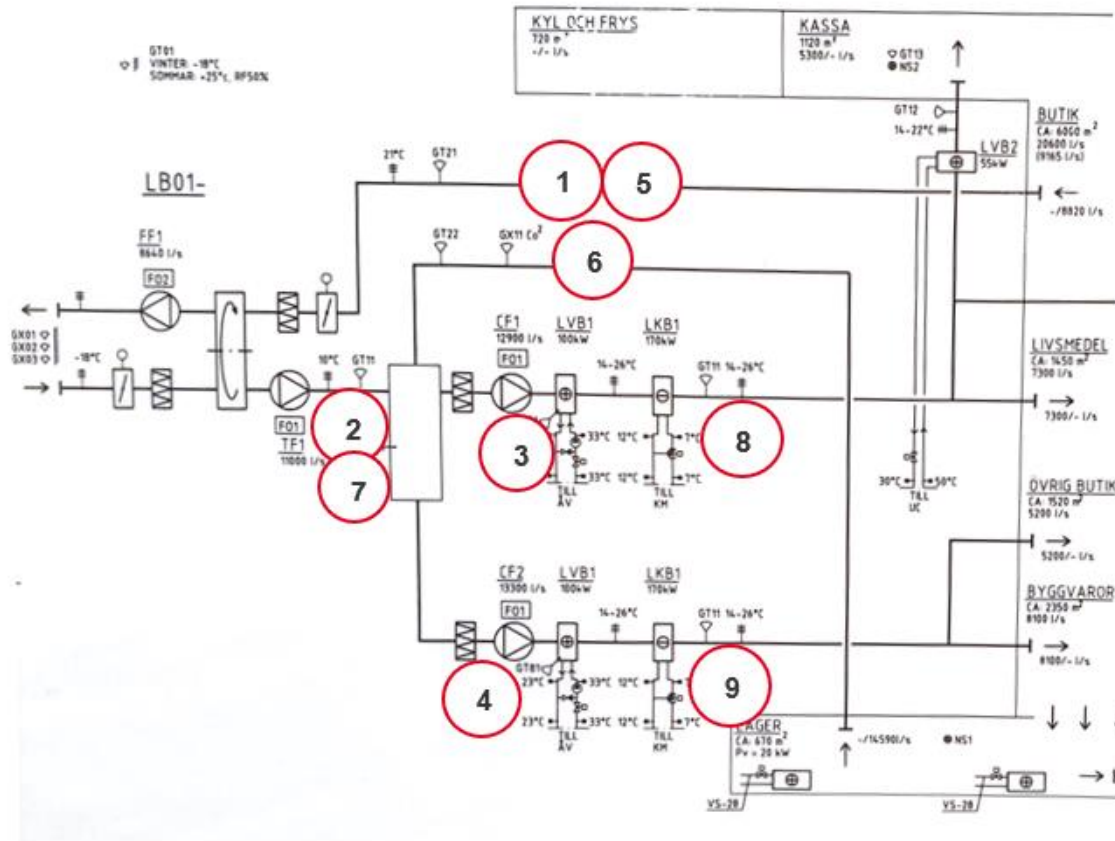 KYL OCH FRYS
720 m²
-/- l/s
KASSA
1120 m²
5300/- l/s
GT13
NS2
GT01
VINTER: -18°C
SOMMAR: +25°C, RF50%
GT12
14-22°C
BUTIK
CA: 6050 m²
20600 l/s
(9165 l/s)
LVB2
55kW
LB01-
21°C
GT21
1
5
-/8820 l/s
FF1
8640 l/s
F02
GT22
GX11 Co²
6
GX01
GX02
GX03
-18°C
10°C
GT11
CF1
12900 l/s
F01
LVB1
100kW
14-26°C
LKB1
170kW
GT11
14-26°C
LIVSMEDEL
CA: 1450 m²
7300 l/s
7300/- l/s
F01
TF1
11000 l/s
2
7
3
33°C
33°C
TILL
ÅV
12°C
7°C
12°C
7°C
TILL
KM
8
30°C
50°C
TILL
UC
ÖVRIG BUTIK
CA: 1520 m²
5200 l/s
5200/- l/s
CF2
13300 l/s
F01
LVB1
100kW
14-26°C
LKB1
170kW
GT11
14-26°C
BYGGVAROR
CA: 2350 m²
8100 l/s
8100/- l/s
4
GT81
23°C
33°C
23°C
33°C
TILL
ÅV
12°C
12°C
7°C
TILL
KM
9
LAGER
CA: 670 m²
Pv = 20 kW
-/14590l/s
NS1
VS-28
VS-28